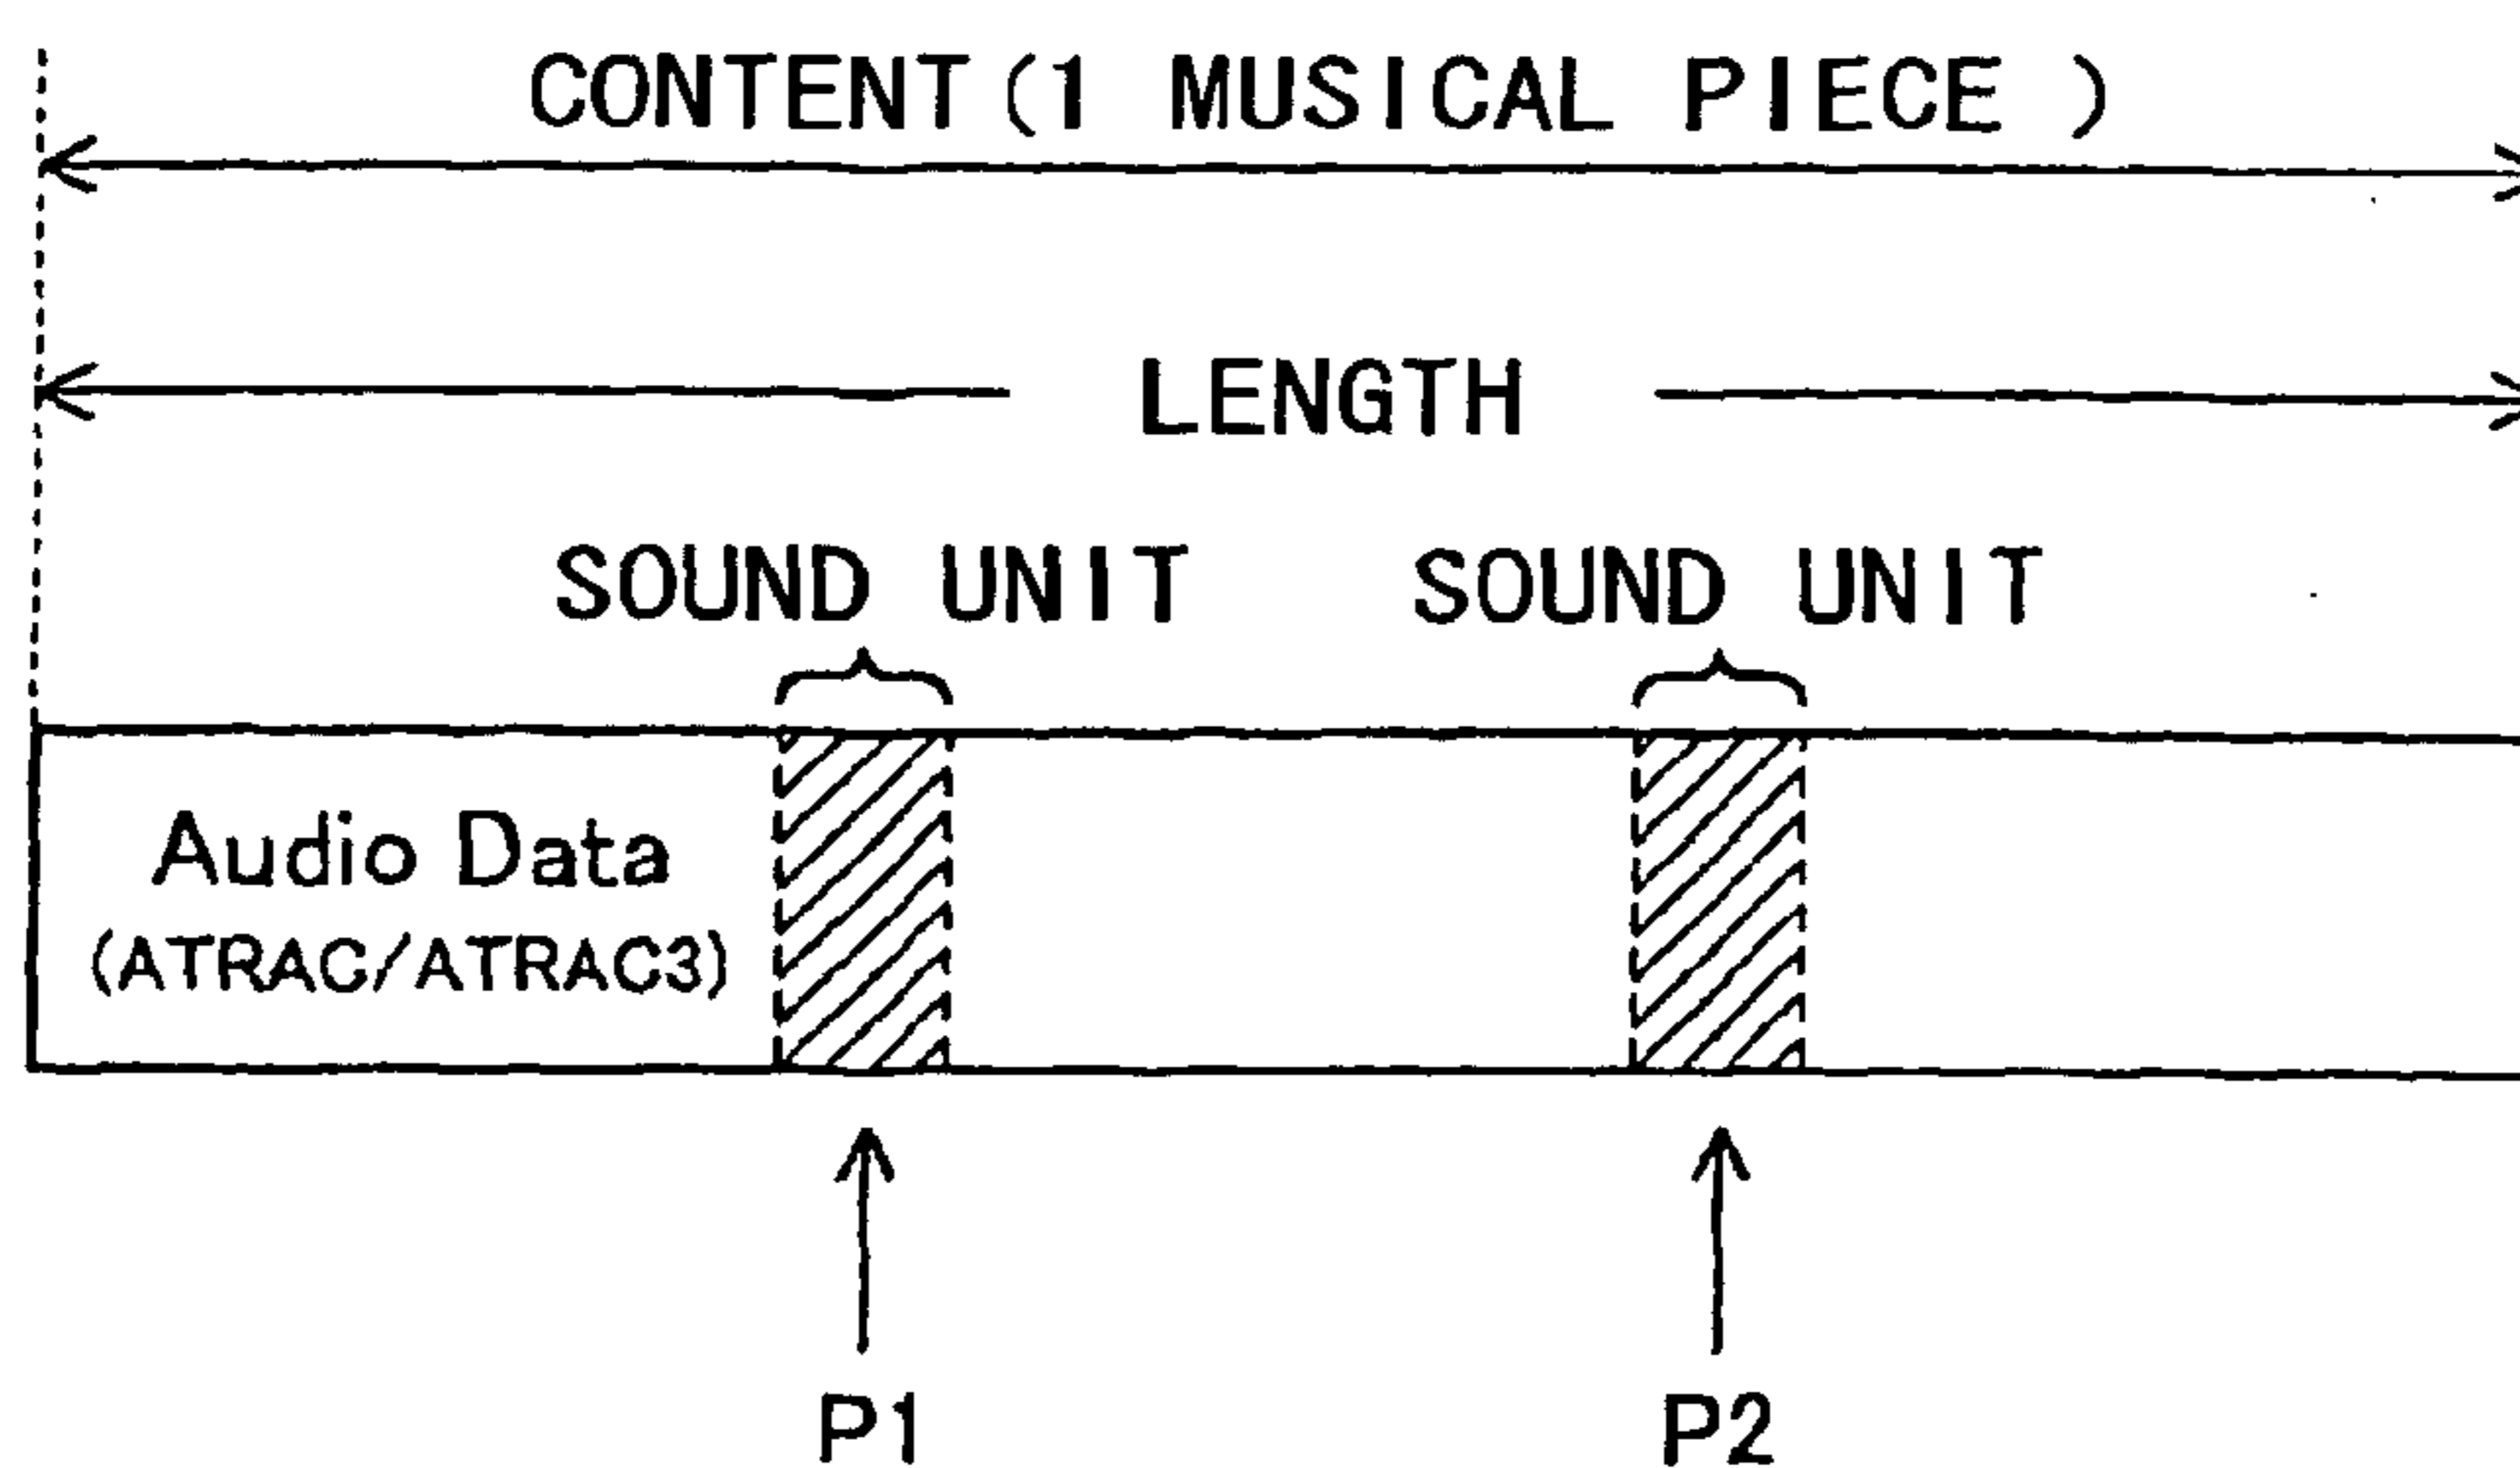 CONTENT(1 MUSICAL PIECE )
LENGTH
SOUND UNIT SOUND UNIT
Audio Data
(ATRAC/ATRAC3)
P1 P2